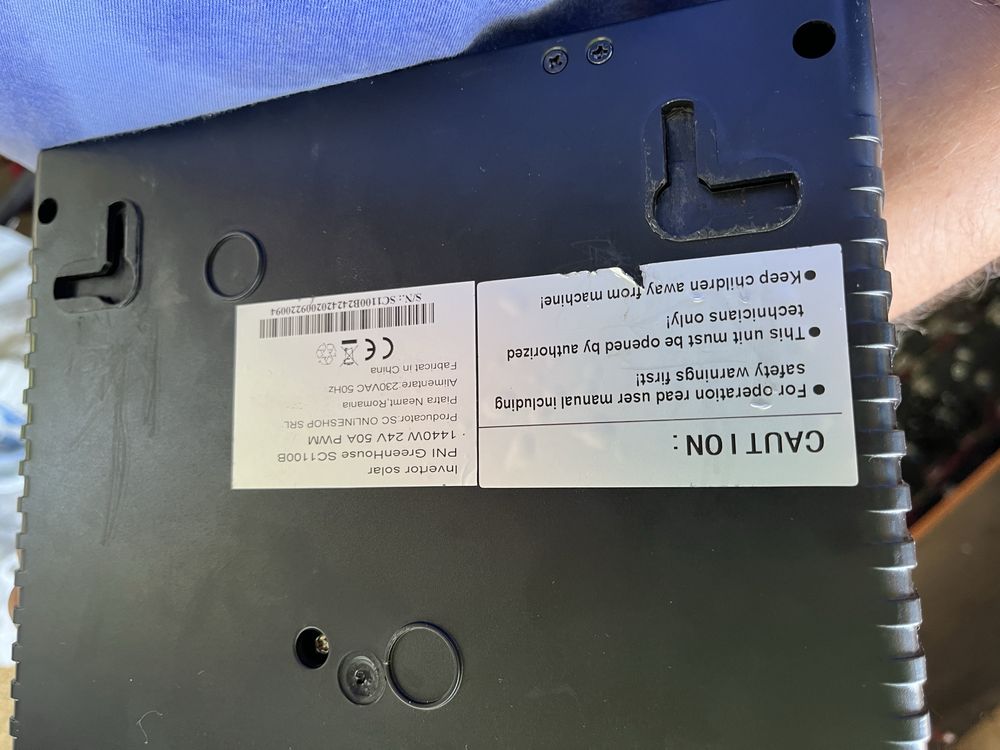 Invertor solar
PNI GreenHouse SC1100B
1440W 24V 50A PWM
Producator:SC ONLINESHOP SRL
Piatra Neamt,Romania
Alimentare 230VAC 50Hz
Fabricat in China
CE
S/N.: SC1100B2424202009220094
CAUTION:
● For operation read user manual including
safety warnings first!
● This unit must be opened by authorized
technicians only!
● Keep children away from machine!